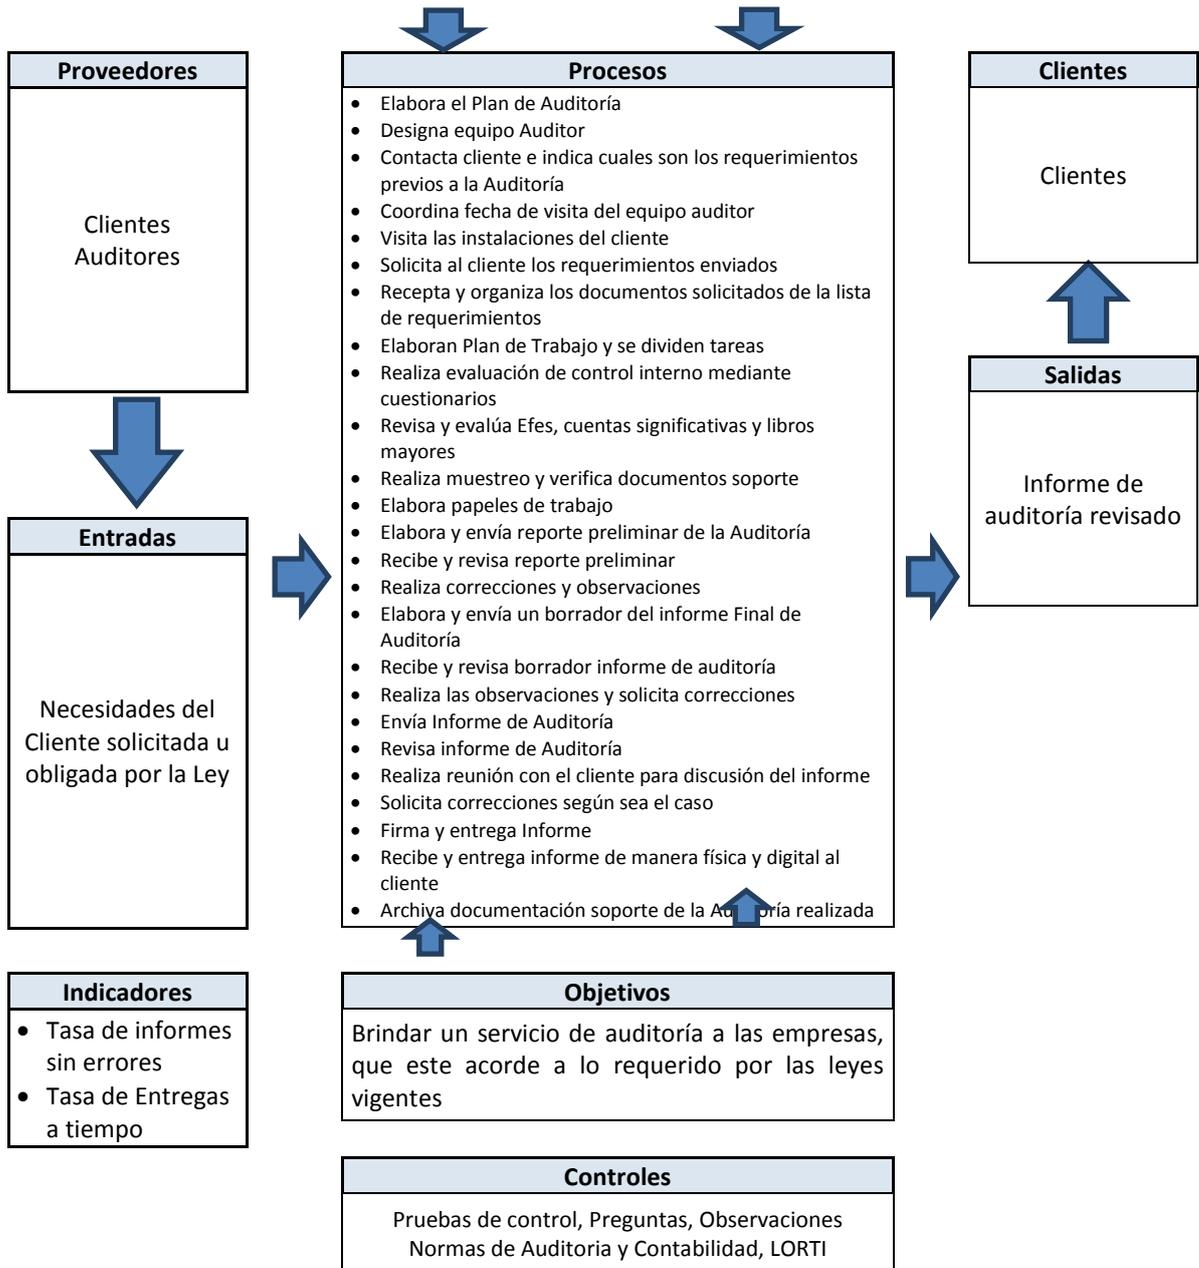 Proveedores
Clientes
Auditores
Entradas
Necesidades del
Cliente solicitada u
obligada por la Ley
Indicadores
• Tasa de informes
sin errores
• Tasa de Entregas
a tiempo
Procesos
• Elabora el Plan de Auditoría
• Designa equipo Auditor
• Contacta cliente e indica cuales son los requerimientos
previos a la Auditoría
• Coordina fecha de visita del equipo auditor
• Visita las instalaciones del cliente
• Solicita al cliente los requerimientos enviados
• Recepta y organiza los documentos solicitados de la lista
de requerimientos
• Elaboran Plan de Trabajo y se dividen tareas
• Realiza evaluación de control interno mediante
cuestionarios
• Revisa y evalúa Efes, cuentas significativas y libros
mayores
• Realiza muestreo y verifica documentos soporte
• Elabora papeles de trabajo
• Elabora y envía reporte preliminar de la Auditoría
• Recibe y revisa reporte preliminar
• Realiza correcciones y observaciones
• Elabora y envía un borrador del informe Final de
Auditoría
• Recibe y revisa borrador informe de auditoría
• Realiza las observaciones y solicita correcciones
• Envía Informe de Auditoría
• Revisa informe de Auditoría
• Realiza reunión con el cliente para discusión del informe
• Solicita correcciones según sea el caso
• Firma y entrega Informe
• Recibe y entrega informe de manera física y digital al
cliente
• Archiva documentación soporte de la Auditoría realizada
Objetivos
Brindar un servicio de auditoría a las empresas,
que este acorde a lo requerido por las leyes
vigentes
Controles
Pruebas de control, Preguntas, Observaciones
Normas de Auditoria y Contabilidad, LORTI
Clientes
Clientes
Salidas
Informe de
auditoría revisado